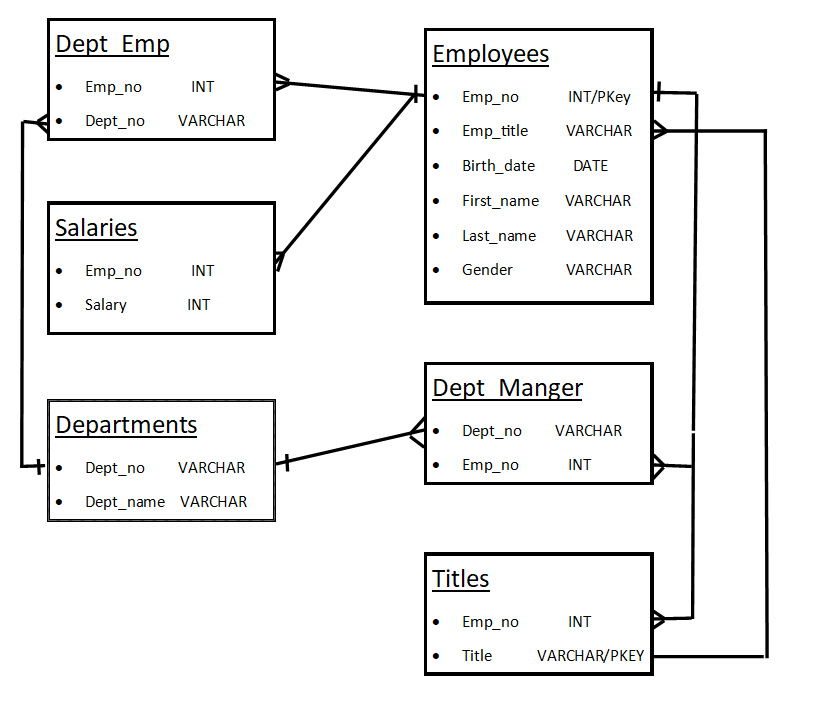 Dept_Emp
• Emp_no INT
• Dept_no VARCHAR
Employees
• Emp_no INT/PKey
• Emp_title VARCHAR
• Birth_date DATE
• First_name VARCHAR
• Last_name VARCHAR
• Gender VARCHAR
Salaries
• Emp_no INT
• Salary INT
Departments
• Dept_no VARCHAR
• Dept_name VARCHAR
Dept_Manger
• Dept_no VARCHAR
• Emp_no INT
Titles
• Emp_no INT
• Title VARCHAR/PKEY